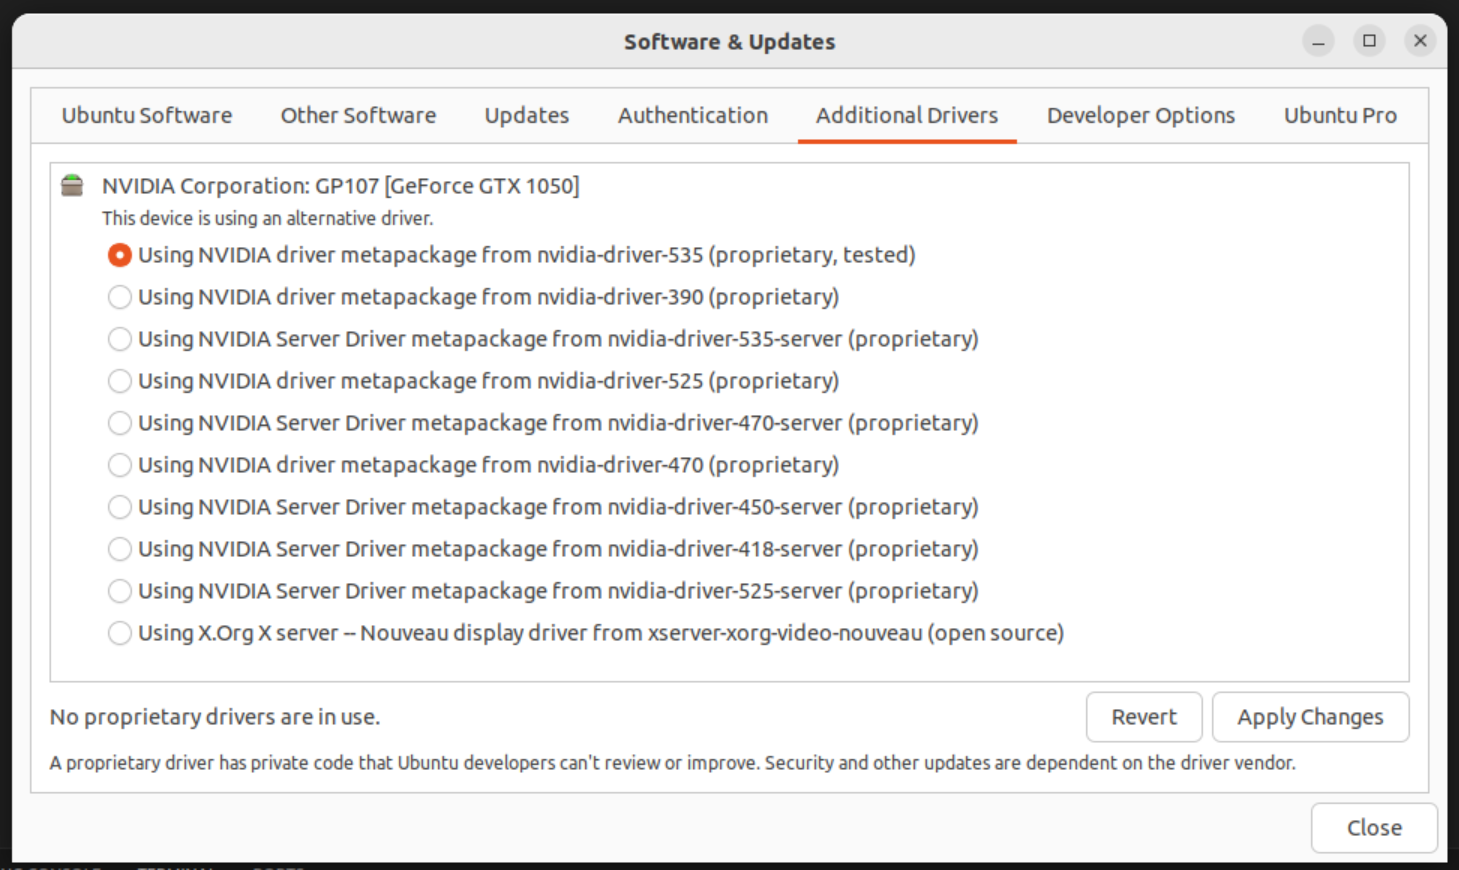 Software & Updates
Ubuntu Software Other Software Updates Authentication Additional Drivers Developer Options Ubuntu Pro
NVIDIA Corporation: GP107 [GeForce GTX 1050]
This device is using an alternative driver.
Using NVIDIA driver metapackage from nvidia-driver-535 (proprietary, tested)
Using NVIDIA driver metapackage from nvidia-driver-390 (proprietary)
Using NVIDIA Server Driver metapackage from nvidia-driver-535-server (proprietary)
Using NVIDIA driver metapackage from nvidia-driver-525 (proprietary)
Using NVIDIA Server Driver metapackage from nvidia-driver-470-server (proprietary)
Using NVIDIA driver metapackage from nvidia-driver-470 (proprietary)
Using NVIDIA Server Driver metapackage from nvidia-driver-450-server (proprietary)
Using NVIDIA Server Driver metapackage from nvidia-driver-418-server (proprietary)
Using NVIDIA Server Driver metapackage from nvidia-driver-525-server (proprietary)
Using X.Org X server -- Nouveau display driver from xserver-xorg-video-nouveau (open source)
No proprietary drivers are in use. Revert Apply Changes
A proprietary driver has private code that Ubuntu developers can't review or improve. Security and other updates are dependent on the driver vendor.
Close